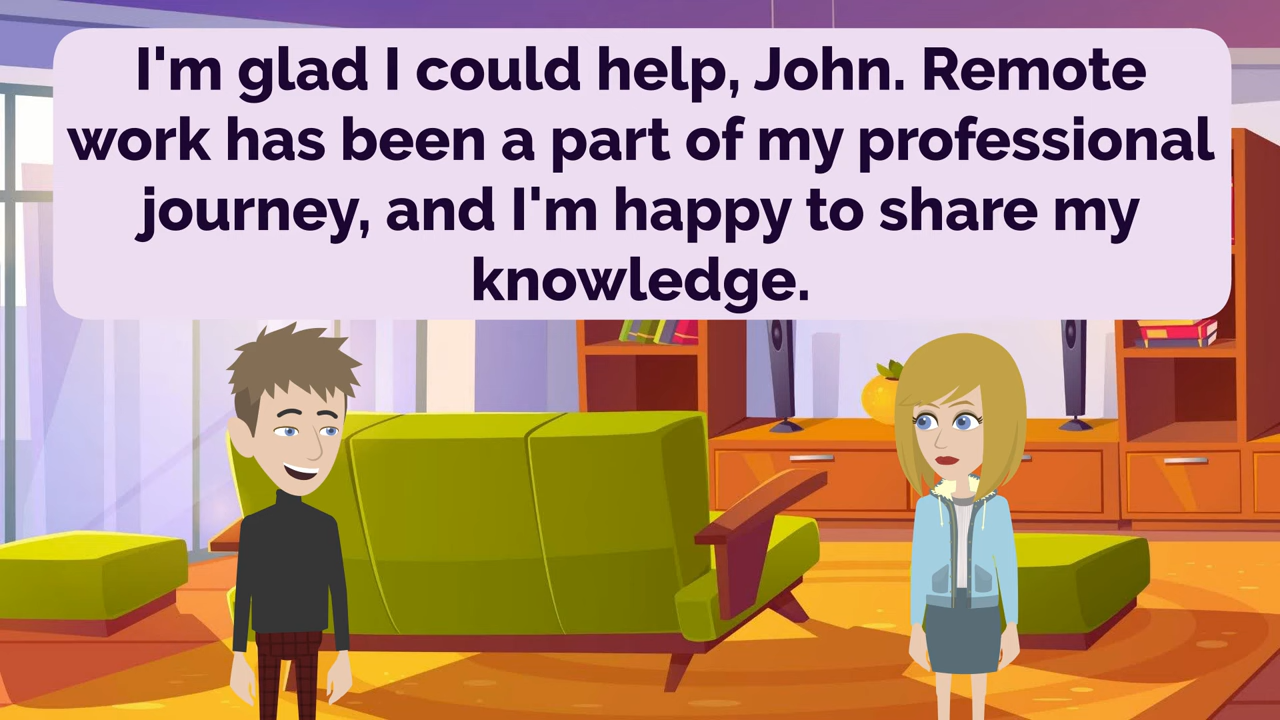 I'm glad I could help, John. Remote
work has been a part of my professional
journey, and I'm happy to share my
knowledge.